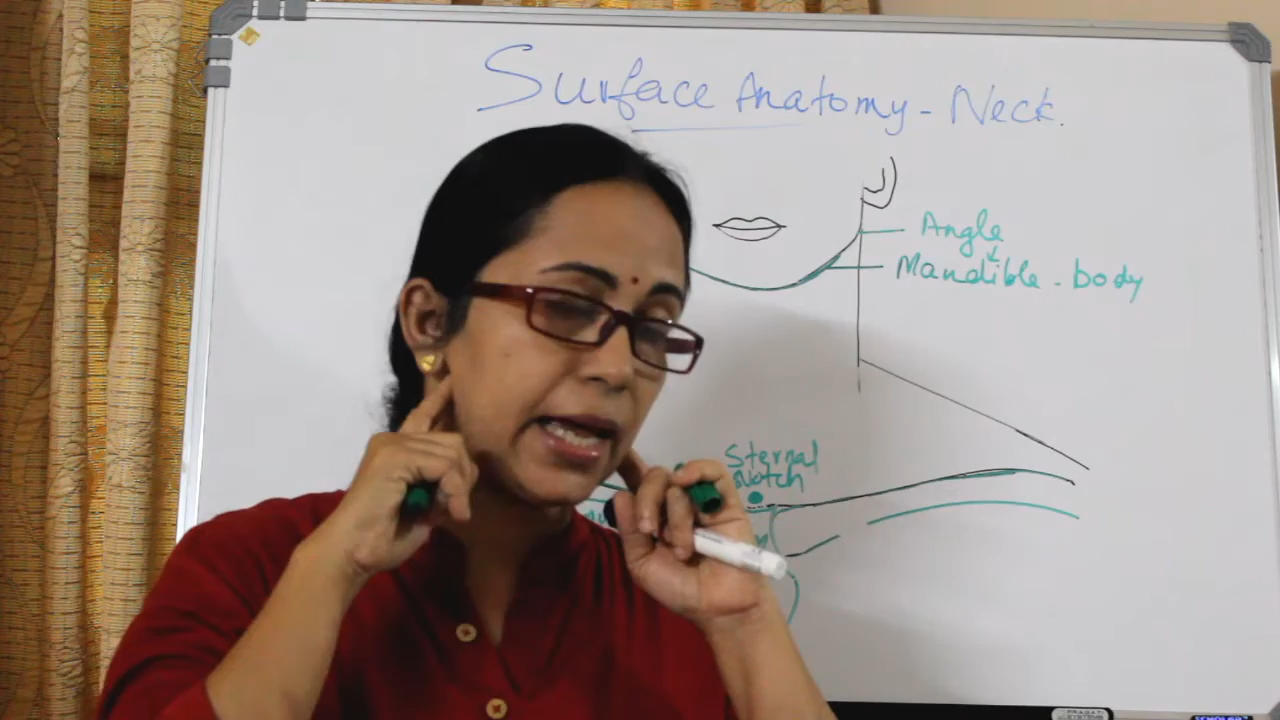 Surface Anatomy - Neck.
Angle
Mandible - body
Sternal
Notch